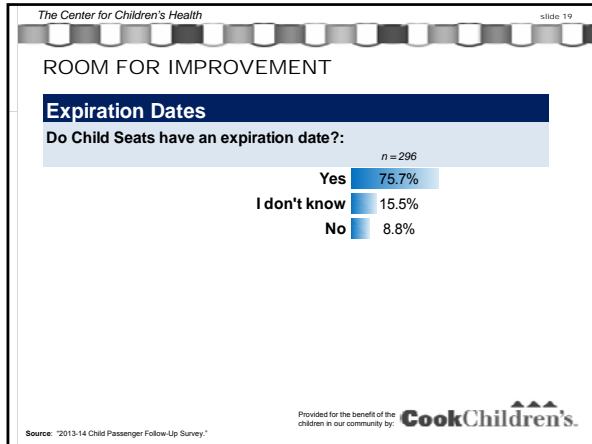 The Center for Children's Health
slide 19
ROOM FOR IMPROVEMENT
Expiration Dates
Do Child Seats have an expiration date?:
n = 296
Yes 75.7%
I don't know 15.5%
No 8.8%
Provided for the benefit of the
children in our community by:
CookChildren's.
Source: "2013-14 Child Passenger Follow-Up Survey."